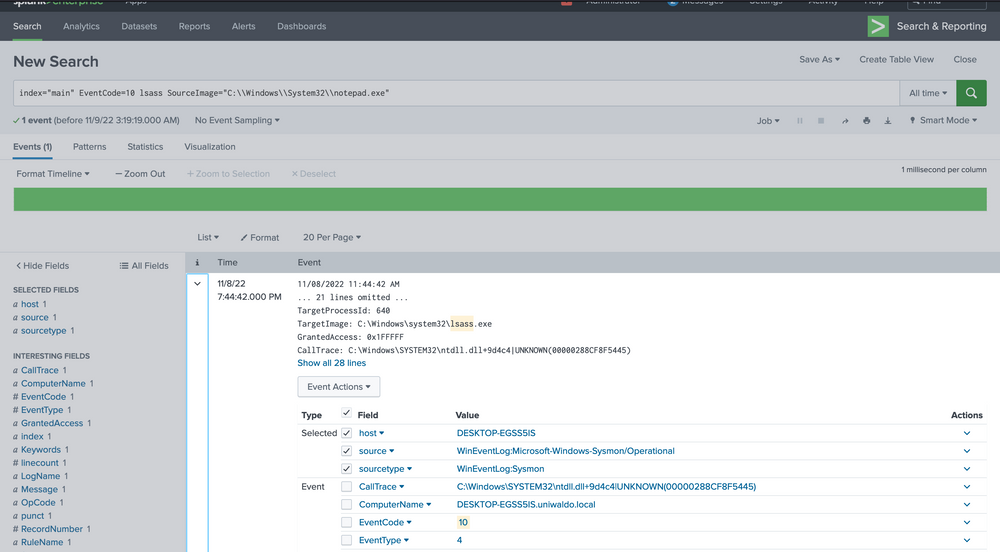 splunk>enterprise Apps Administrator Messages Settings Activity Help Find
Search Analytics Datasets Reports Alerts Dashboards Search & Reporting
New Search Save As Create Table View Close
index="main" EventCode=10 lsass SourceImage="C:\\Windows\\System32\\notepad.exe" All time
1 event (before 11/9/22 3:19:19.000 AM) No Event Sampling Job Smart Mode
Events (1) Patterns Statistics Visualization
Format Timeline — Zoom Out + Zoom to Selection × Deselect 1 millisecond per column
List Format 20 Per Page
< Hide Fields All Fields i Time Event
SELECTED FIELDS
a host 1
a source 1
a sourcetype 1
INTERESTING FIELDS
a CallTrace 1
a ComputerName 1
# EventCode 1
# EventType 1
a GrantedAccess 1
a index 1
a Keywords 1
# linecount 1
a LogName 1
a Message 1
a OpCode 1
a punct 1
# RecordNumber 1
a RuleName 1
11/8/22
7:44:42.000 PM
11/08/2022 11:44:42 AM
... 21 lines omitted ...
TargetProcessId: 640
TargetImage: C:\Windows\system32\lsass.exe
GrantedAccess: 0x1FFFFF
CallTrace: C:\Windows\SYSTEM32\ntdll.dll+9d4c4|UNKNOWN(00000288CF8F5445)
Show all 28 lines
Event Actions
Type Field Value Actions
Selected host DESKTOP-EGSS5IS
source WinEventLog:Microsoft-Windows-Sysmon/Operational
sourcetype WinEventLog:Sysmon
Event CallTrace C:\Windows\SYSTEM32\ntdll.dll+9d4c4|UNKNOWN(00000288CF8F5445)
ComputerName DESKTOP-EGSS5IS.uniwaldo.local
EventCode 10
EventType 4